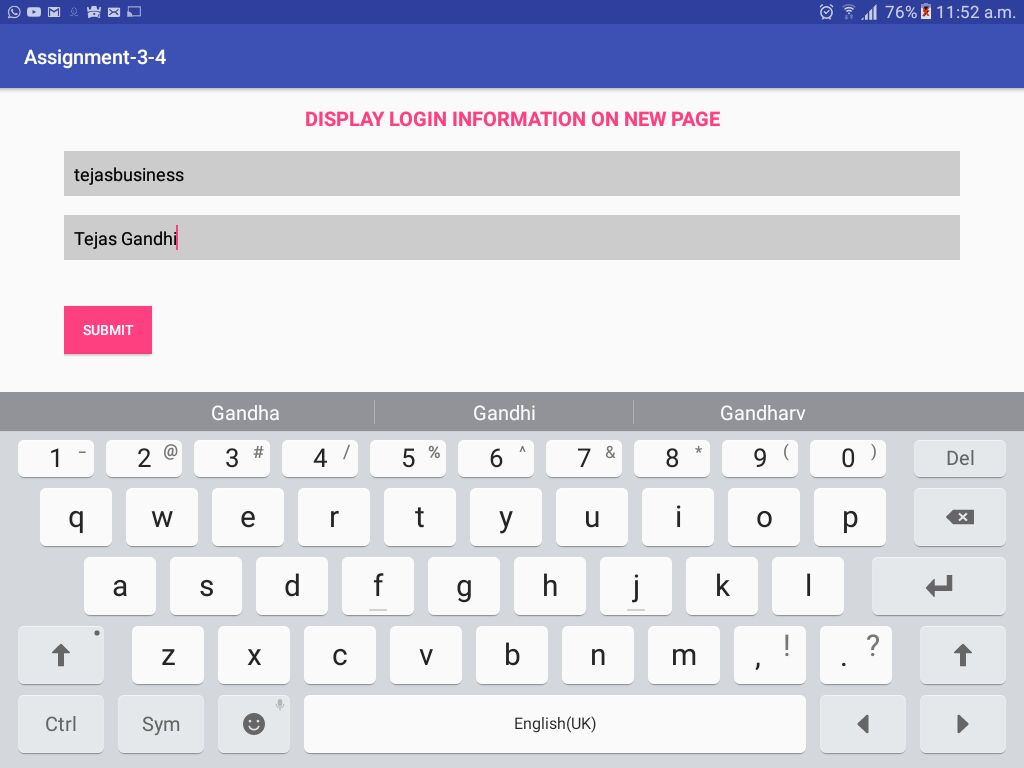 76% 11:52 a.m.
Assignment-3-4
DISPLAY LOGIN INFORMATION ON NEW PAGE
tejasbusiness
Tejas Gandhi
SUBMIT
Gandha Gandhi Gandharv
1 - 2 @ 3 # 4 / 5 % 6 ^ 7 & 8 * 9 ( 0 ) Del
q w e r t y u i o p
a s d f g h j k l
z x c v b n m , ! . ?
Ctrl Sym English(UK)